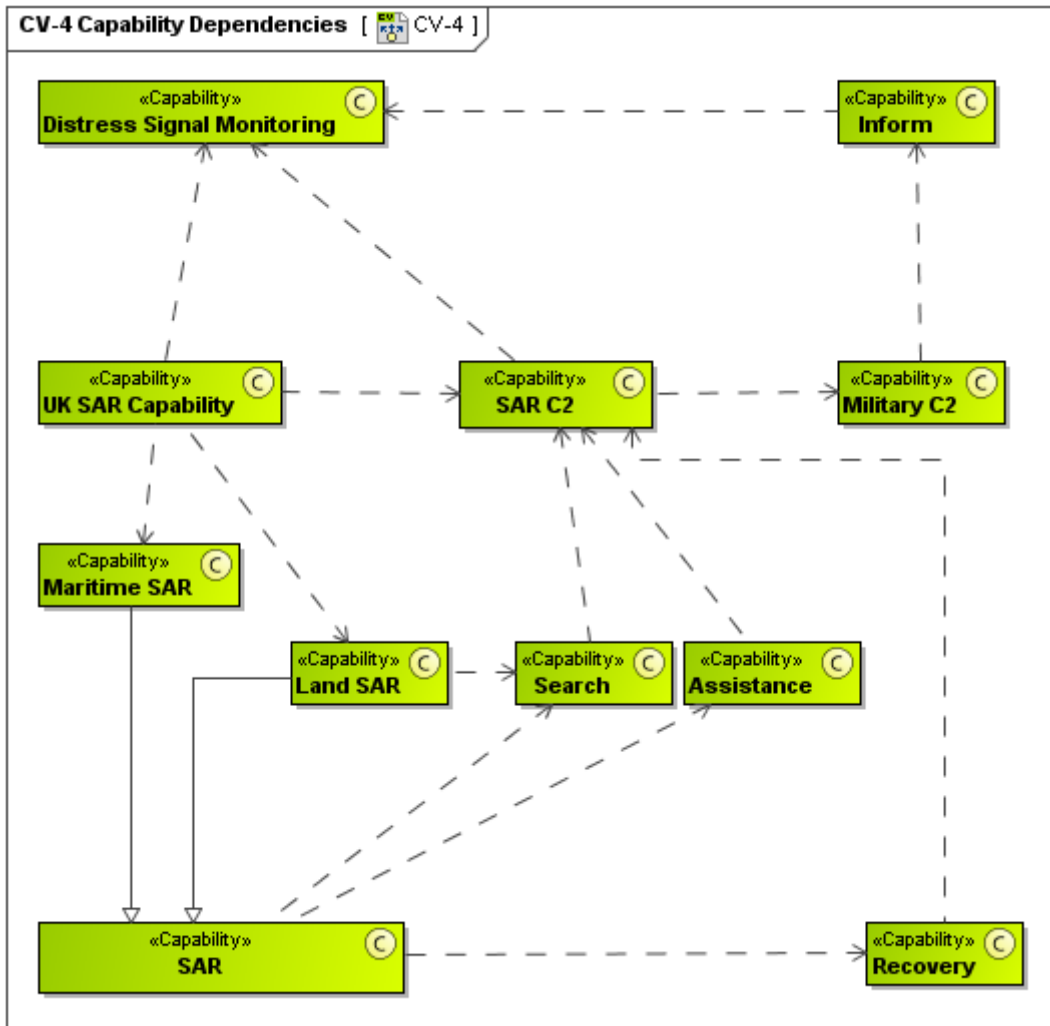 CV-4 Capability Dependencies [ CV CV-4 ]
«Capability» C
Distress Signal Monitoring
«Capability» C
Inform
«Capability» C
UK SAR Capability
«Capability» C
SAR C2
«Capability» C
Military C2
«Capability» C
Maritime SAR
«Capability» C
Land SAR
«Capability» C
Search
«Capability» C
Assistance
«Capability» C
SAR
«Capability» C
Recovery